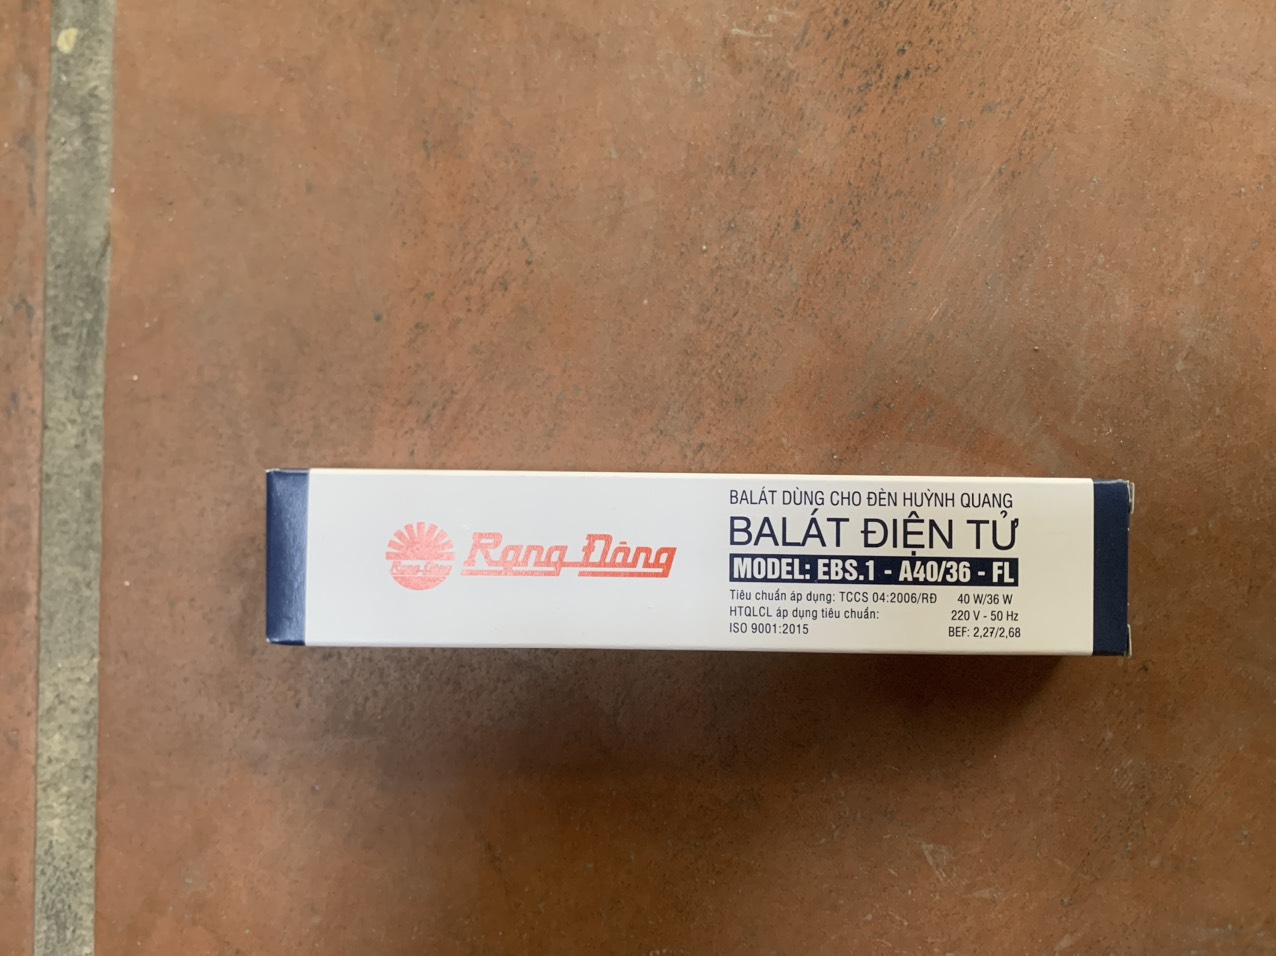 Rạng Đông
Rạng Đông
BALÁT DÙNG CHO ĐÈN HUỲNH QUANG
BALÁT ĐIỆN TỬ
MODEL: EBS.1 - A40/36 - FL
Tiêu chuẩn áp dụng: TCCS 04:2006/RĐ 40 W/36 W
HTQLCL áp dụng tiêu chuẩn: 220 V - 50 Hz
ISO 9001:2015 BEF: 2,27/2,68